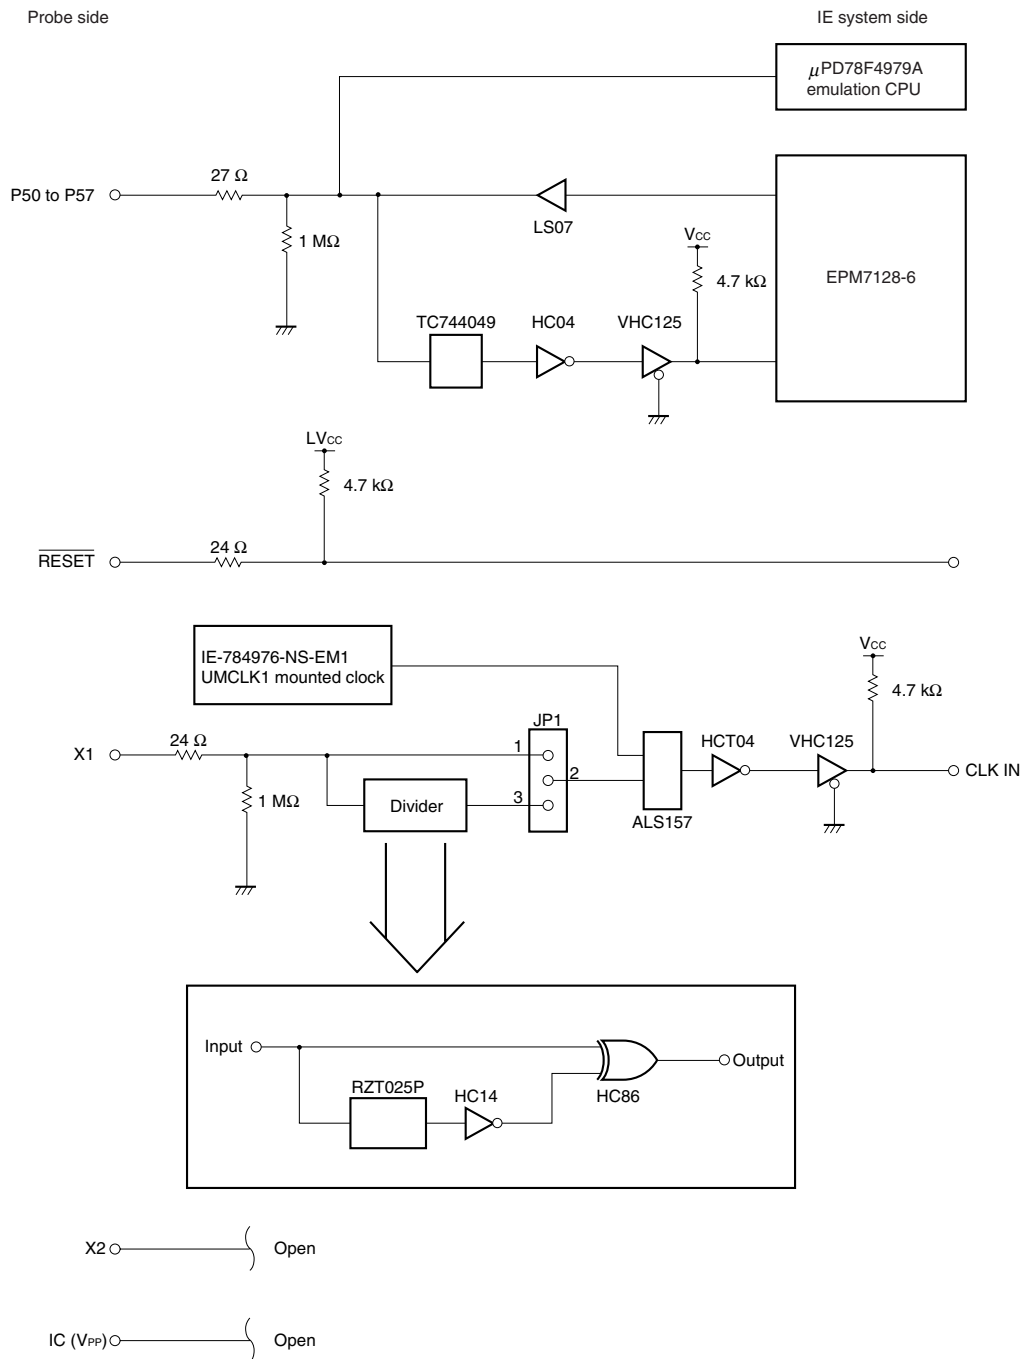 Probe side
IE system side
μPD78F4979A
emulation CPU
27 Ω
P50 to P57
1 MΩ
LS07
VCC
4.7 kΩ
EPM7128-6
TC744049
HC04
VHC125
LVCC
4.7 kΩ
24 Ω
RESET
IE-784976-NS-EM1
UMCLK1 mounted clock
VCC
4.7 kΩ
JP1
24 Ω
X1
1
2
3
1 MΩ
Divider
ALS157
HCT04
VHC125
CLK IN
Input
RZT025P
HC14
HC86
Output
X2
Open
IC (VPP)
Open